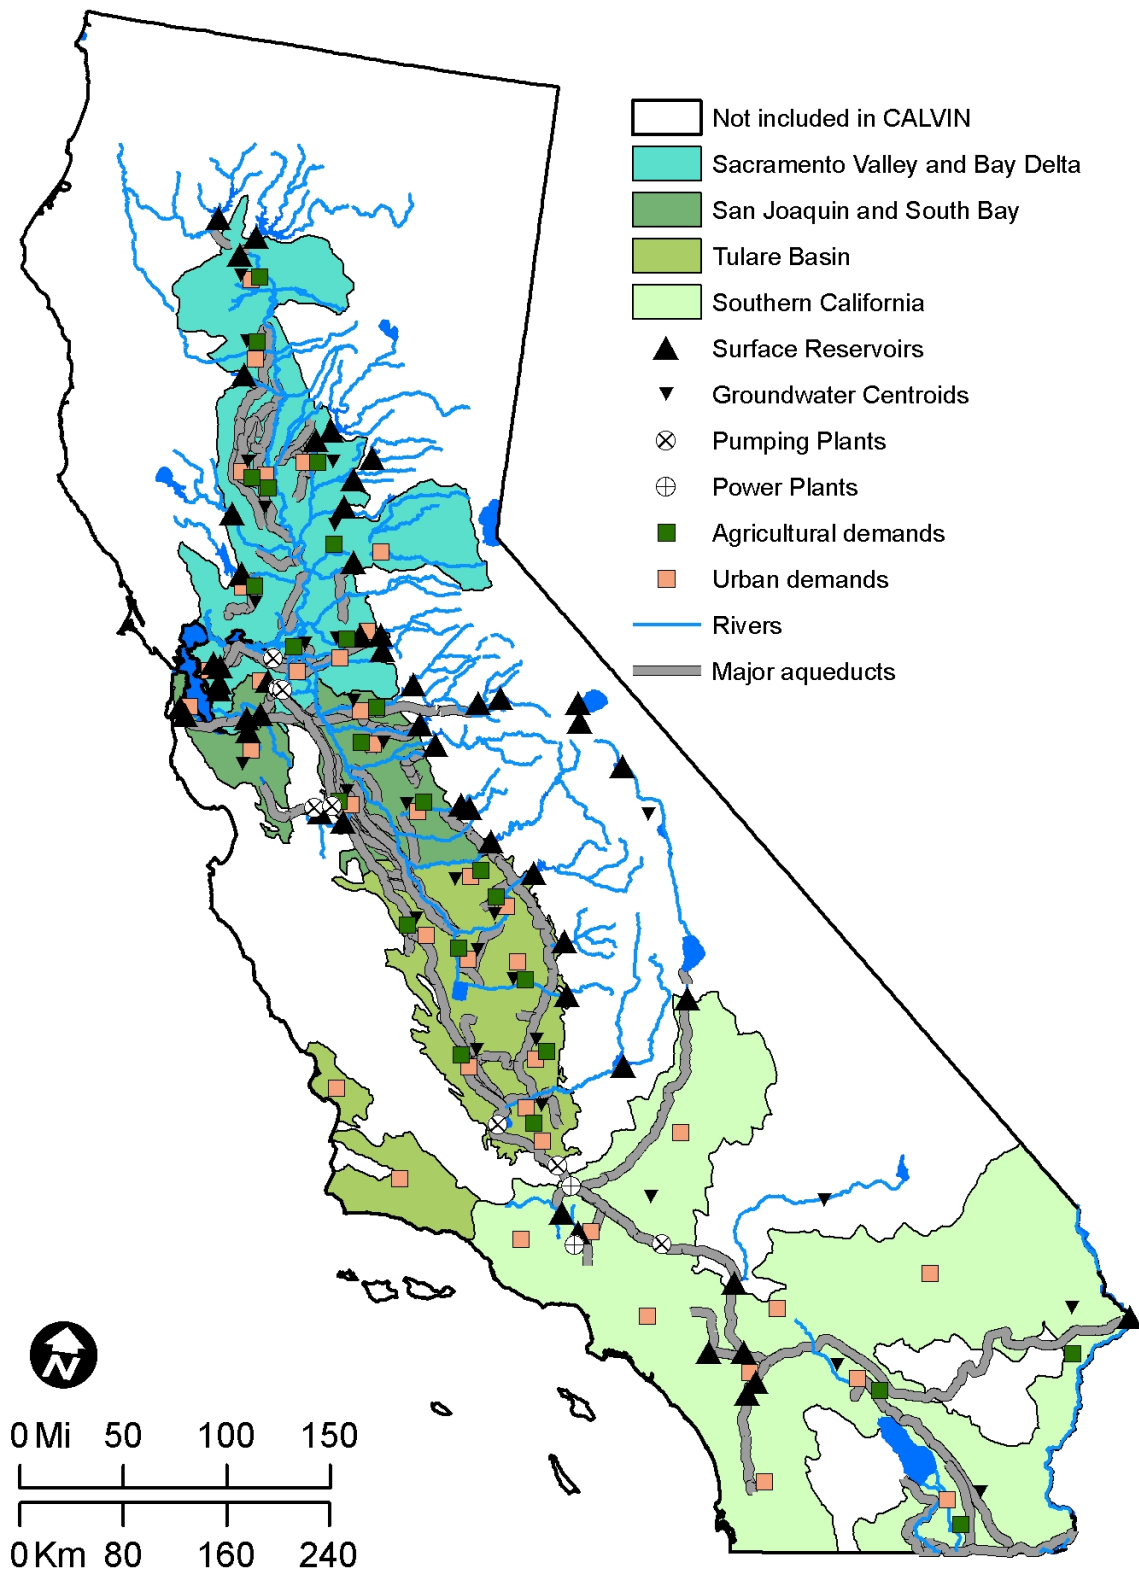 Not included in CALVIN
Sacramento Valley and Bay Delta
San Joaquin and South Bay
Tulare Basin
Southern California
Surface Reservoirs
Groundwater Centroids
Pumping Plants
Power Plants
Agricultural demands
Urban demands
Rivers
Major aqueducts
N
0 Mi 50 100 150
0 Km 80 160 240